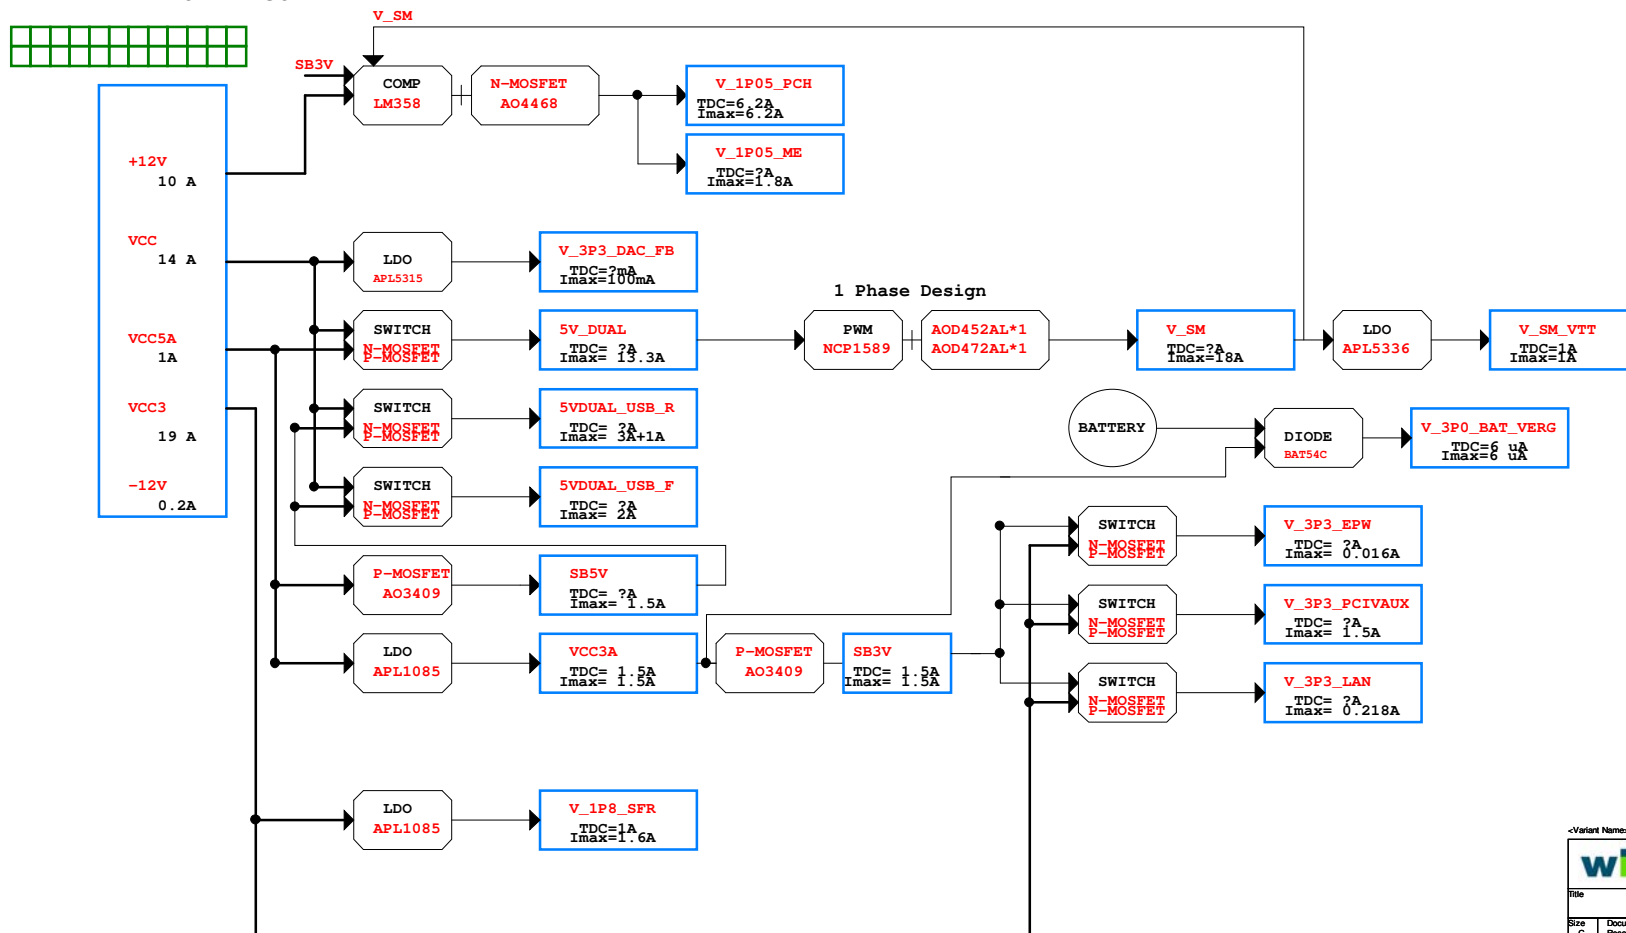 V_SM
SB3V
COMP
LM358
N-MOSFET
AO4468
V_1P05_PCH
TDC=6.2A
Imax=6.2A
V_1P05_ME
TDC=?A
Imax=1.8A
+12V
10 A
VCC
14 A
VCC5A
1A
VCC3
19 A
-12V
0.2A
LDO
APL5315
V_3P3_DAC_FB
TDC=?mA
Imax=100mA
SWITCH
N-MOSFET
P-MOSFET
5V_DUAL
TDC= ?A
Imax= 13.3A
1 Phase Design
PWM
NCP1589
AOD452AL*1
AOD472AL*1
V_SM
TDC=?A
Imax=18A
LDO
APL5336
V_SM_VTT
TDC=1A
Imax=1A
SWITCH
N-MOSFET
P-MOSFET
5VDUAL_USB_R
TDC= ?A
Imax= 3A+1A
BATTERY
DIODE
BAT54C
V_3P0_BAT_VERG
TDC=6 uA
Imax=6 uA
SWITCH
N-MOSFET
P-MOSFET
5VDUAL_USB_F
TDC= ?A
Imax= 2A
SWITCH
N-MOSFET
P-MOSFET
V_3P3_EPW
TDC= ?A
Imax= 0.016A
P-MOSFET
AO3409
SB5V
TDC= ?A
Imax= 1.5A
SWITCH
N-MOSFET
P-MOSFET
V_3P3_PCIVAUX
TDC= ?A
Imax= 1.5A
LDO
APL1085
VCC3A
TDC= 1.5A
Imax= 1.5A
P-MOSFET
AO3409
SB3V
TDC= 1.5A
Imax= 1.5A
SWITCH
N-MOSFET
P-MOSFET
V_3P3_LAN
TDC= ?A
Imax= 0.218A
LDO
APL1085
V_1P8_SFR
TDC=1A
Imax=1.6A
<Variant Name>
wi
Title
Size
Docu
C